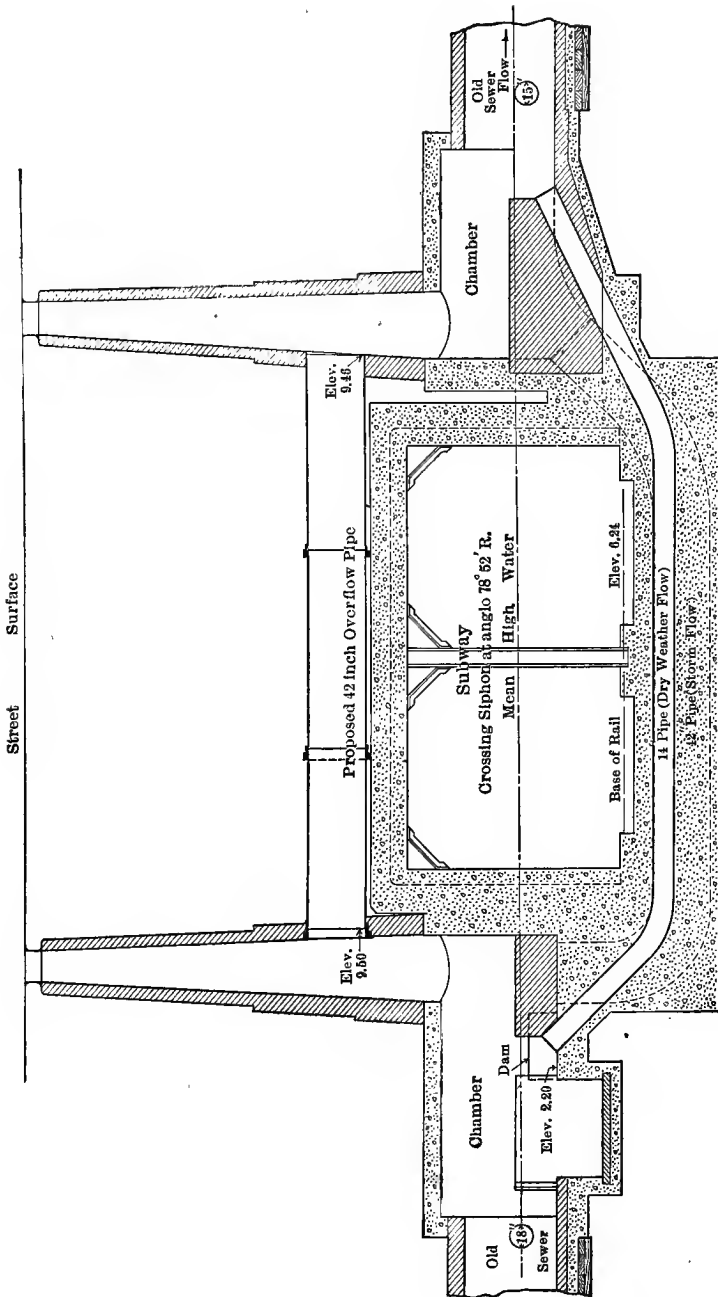 Street Surface
Elev.
9.46
Proposed 42 inch Overflow Pipe
Elev.
9.50
Chamber
Old
Sewer
Flow
15"
Subway
Crossing Siphon at anglo 78° 52' R.
Mean High Water
Elev. 6.24
Base of Rail
14 Pipe (Dry Weather Flow)
42 Pipe (Storm Flow)
Chamber
Dam
Elev. 2.20
Old
Sewer
18"